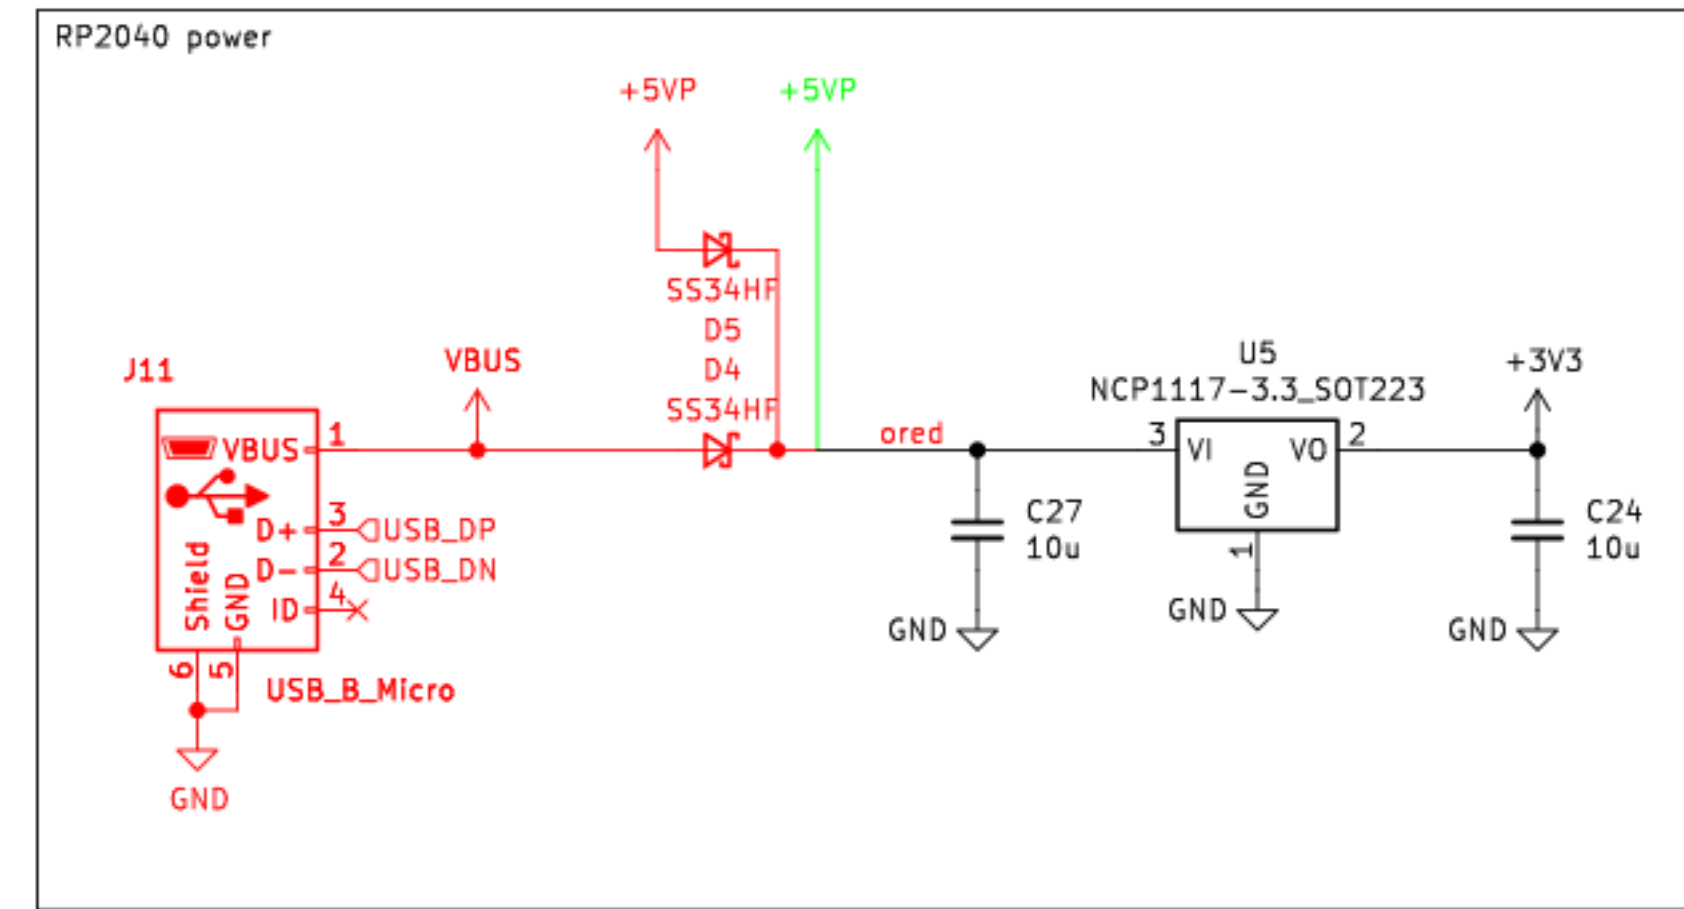 RP2040 power
+5VP
+5VP
SS34HF
D5
D4
SS34HF
J11
VBUS
ored
U5
NCP1117-3.3_SOT223
+3V3
VBUS
1
D+
3
USB_DP
D-
2
USB_DN
ID
4
Shield
GND
6
5
USB_B_Micro
GND
3
VI
VO
2
GND
1
C27
10u
GND
GND
C24
10u
GND